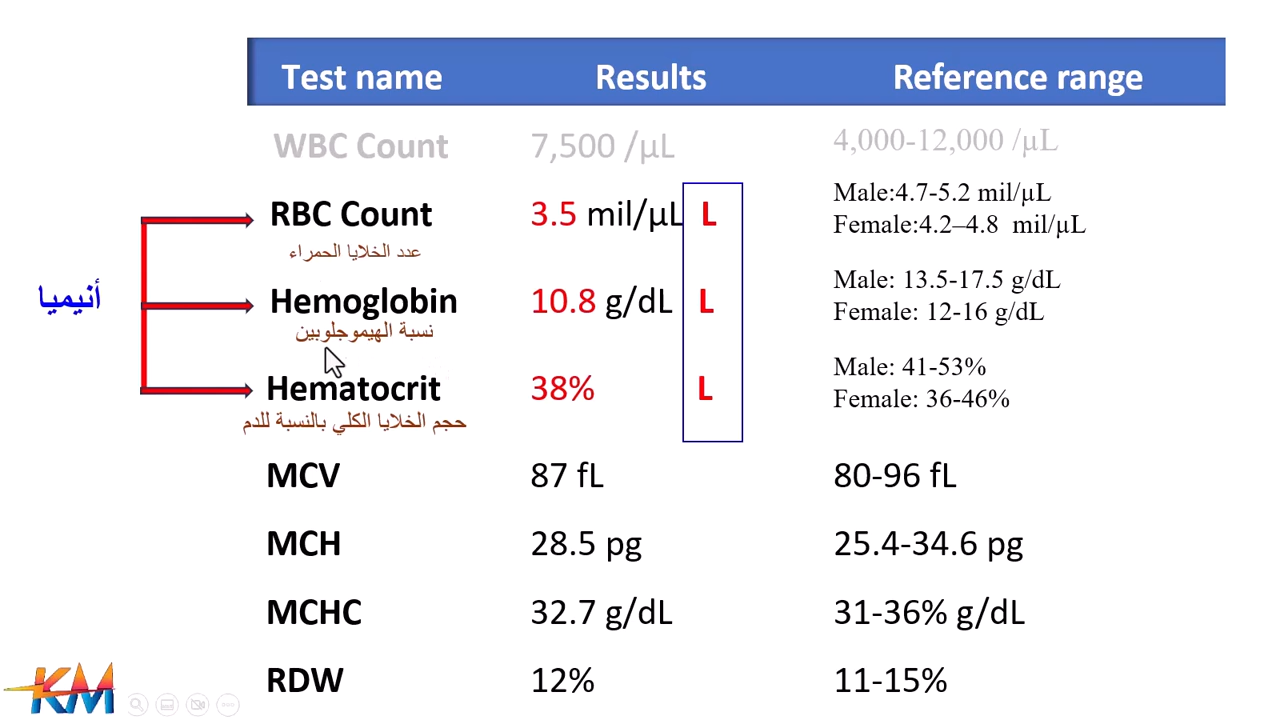 Test name Results Reference range
WBC Count 7,500 /µL 4,000-12,000 /µL
Male:4.7-5.2 mil/µL
RBC Count 3.5 mil/µL L
Female:4.2–4.8 mil/µL
عدد الخلايا الحمراء
أنيميا
Male: 13.5-17.5 g/dL
Hemoglobin 10.8 g/dL L
Female: 12-16 g/dL
نسبة الهيموجلوبين
Male: 41-53%
Hematocrit 38% L
Female: 36-46%
حجم الخلايا الكلي بالنسبة للدم
MCV 87 fL 80-96 fL
MCH 28.5 pg 25.4-34.6 pg
MCHC 32.7 g/dL 31-36% g/dL
RDW 12% 11-15%
KM